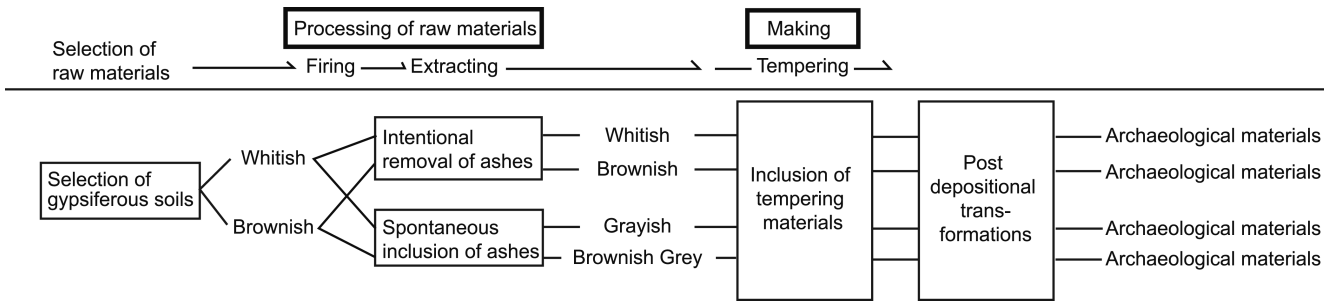 Processing of raw materials
Making
Selection of
raw materials
Firing
Extracting
Tempering
Selection of
gypsiferous soils
Whitish
Brownish
Intentional
removal of ashes
Spontaneous
inclusion of ashes
Whitish
Brownish
Grayish
Brownish Grey
Inclusion of
tempering
materials
Post
depositional
trans-
formations
Archaeological materials
Archaeological materials
Archaeological materials
Archaeological materials